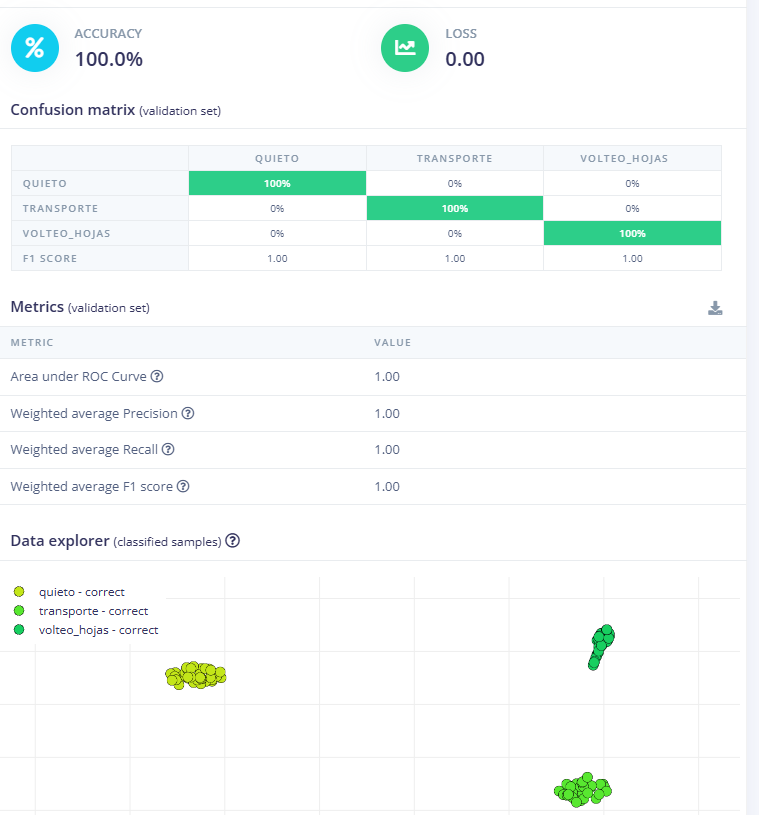 ACCURACY
100.0%
LOSS
0.00
Confusion matrix (validation set)
QUIETO TRANSPORTE VOLTEO_HOJAS
QUIETO 100% 0% 0%
TRANSPORTE 0% 100% 0%
VOLTEO_HOJAS 0% 0% 100%
F1 SCORE 1.00 1.00 1.00
Metrics (validation set)
METRIC VALUE
Area under ROC Curve ? 1.00
Weighted average Precision ? 1.00
Weighted average Recall ? 1.00
Weighted average F1 score ? 1.00
Data explorer (classified samples) ?
quieto - correct
transporte - correct
volteo_hojas - correct